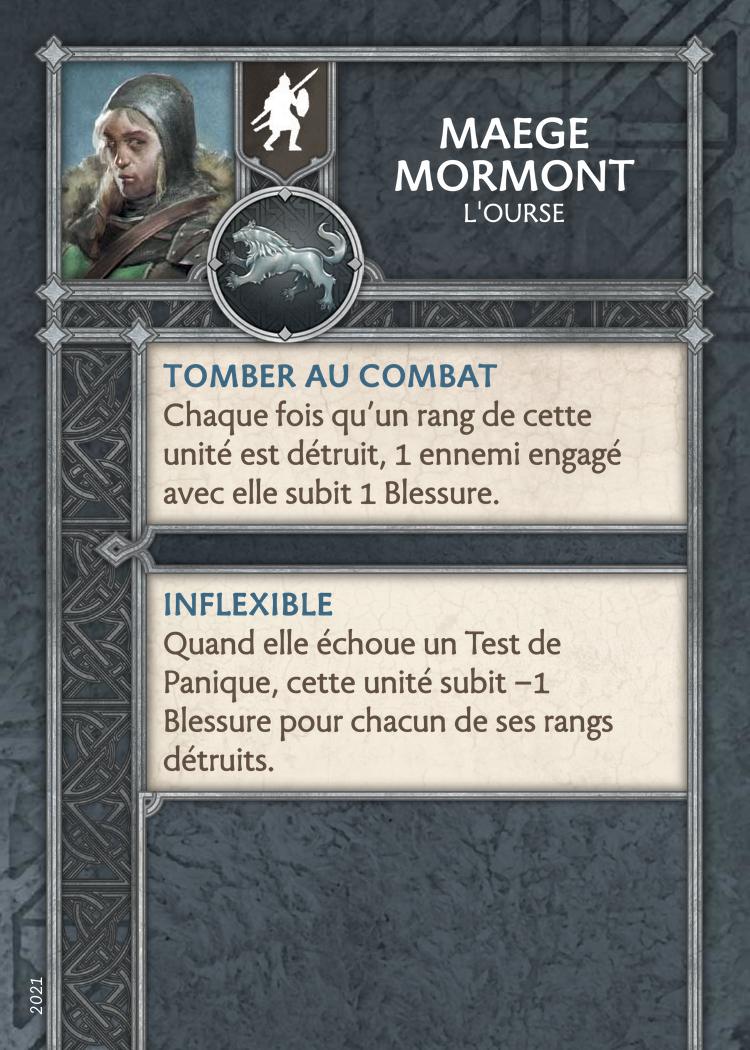 MAEGE
MORMONT
L'OURSE
TOMBER AU COMBAT
Chaque fois qu’un rang de cette
unité est détruit, 1 ennemi engagé
avec elle subit 1 Blessure.
INFLEXIBLE
Quand elle échoue un Test de
Panique, cette unité subit –1
Blessure pour chacun de ses rangs
détruits.
2021